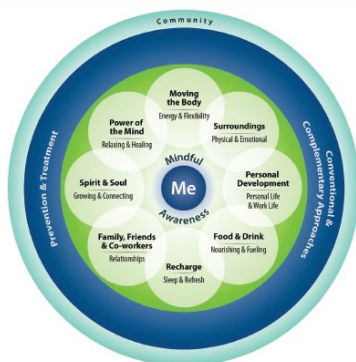 Community
Prevention & Treatment
Conventional &
Complementary Approaches
Moving
the Body
Energy & Flexibility
Surroundings
Physical & Emotional
Personal
Development
Personal Life
& Work Life
Food & Drink
Nourishing & Fueling
Recharge
Sleep & Refresh
Family, Friends
& Co-workers
Relationships
Spirit & Soul
Growing & Connecting
Power of
the Mind
Relaxing & Healing
Mindful
Me
Awareness